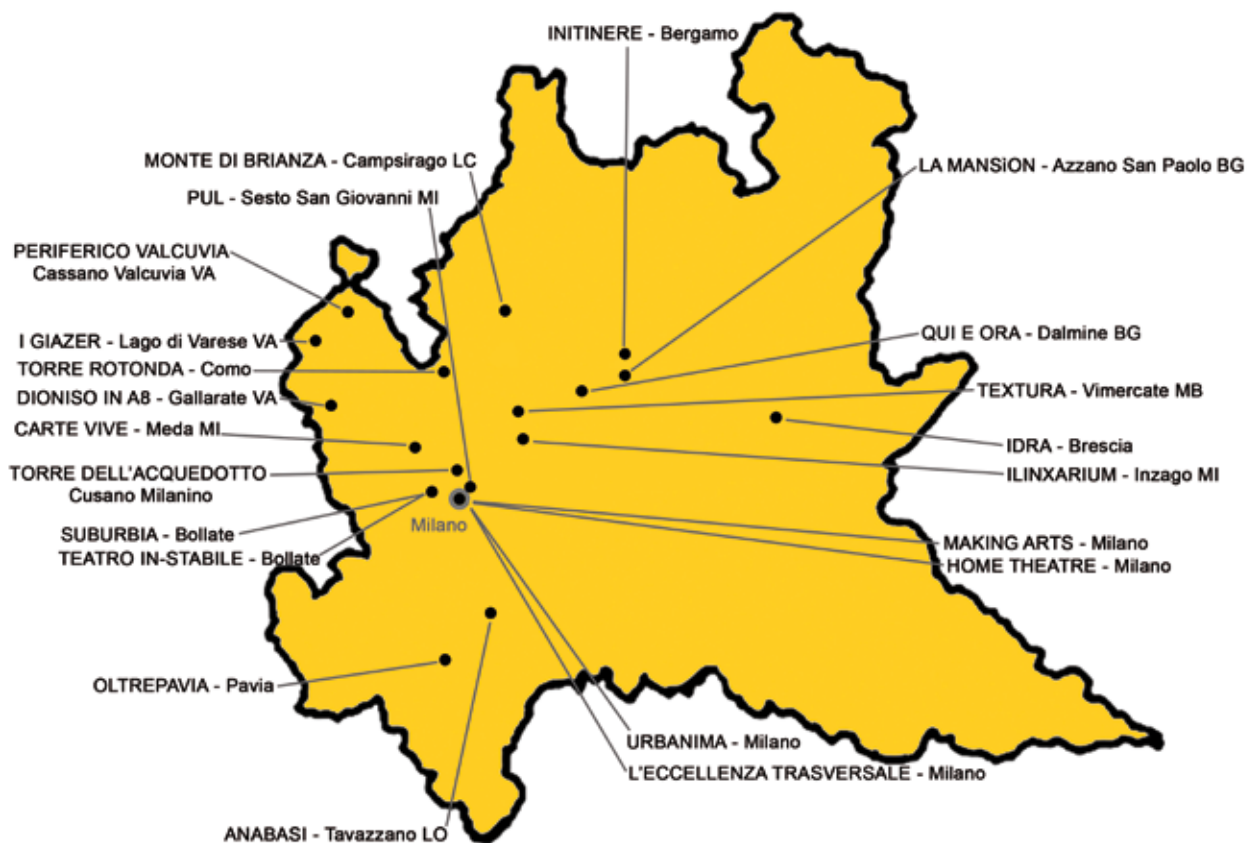 INITINERE - Bergamo
MONTE DI BRIANZA - Campsirago LC
LA MANSiON - Azzano San Paolo BG
PUL - Sesto San Giovanni MI
PERIFERICO VALCUVIA
Cassano Valcuvia VA
I GIAZER - Lago di Varese VA
QUI E ORA - Dalmine BG
TORRE ROTONDA - Como
DIONISO IN A8 - Gallarate VA
TEXTURA - Vimercate MB
CARTE VIVE - Meda MI
IDRA - Brescia
TORRE DELL'ACQUEDOTTO
Cusano Milanino
ILINXARIUM - Inzago MI
Milano
SUBURBIA - Bollate
TEATRO IN-STABILE - Bollate
MAKING ARTS - Milano
HOME THEATRE - Milano
OLTREPAVIA - Pavia
URBANIMA - Milano
L'ECCELLENZA TRASVERSALE - Milano
ANABASI - Tavazzano LO